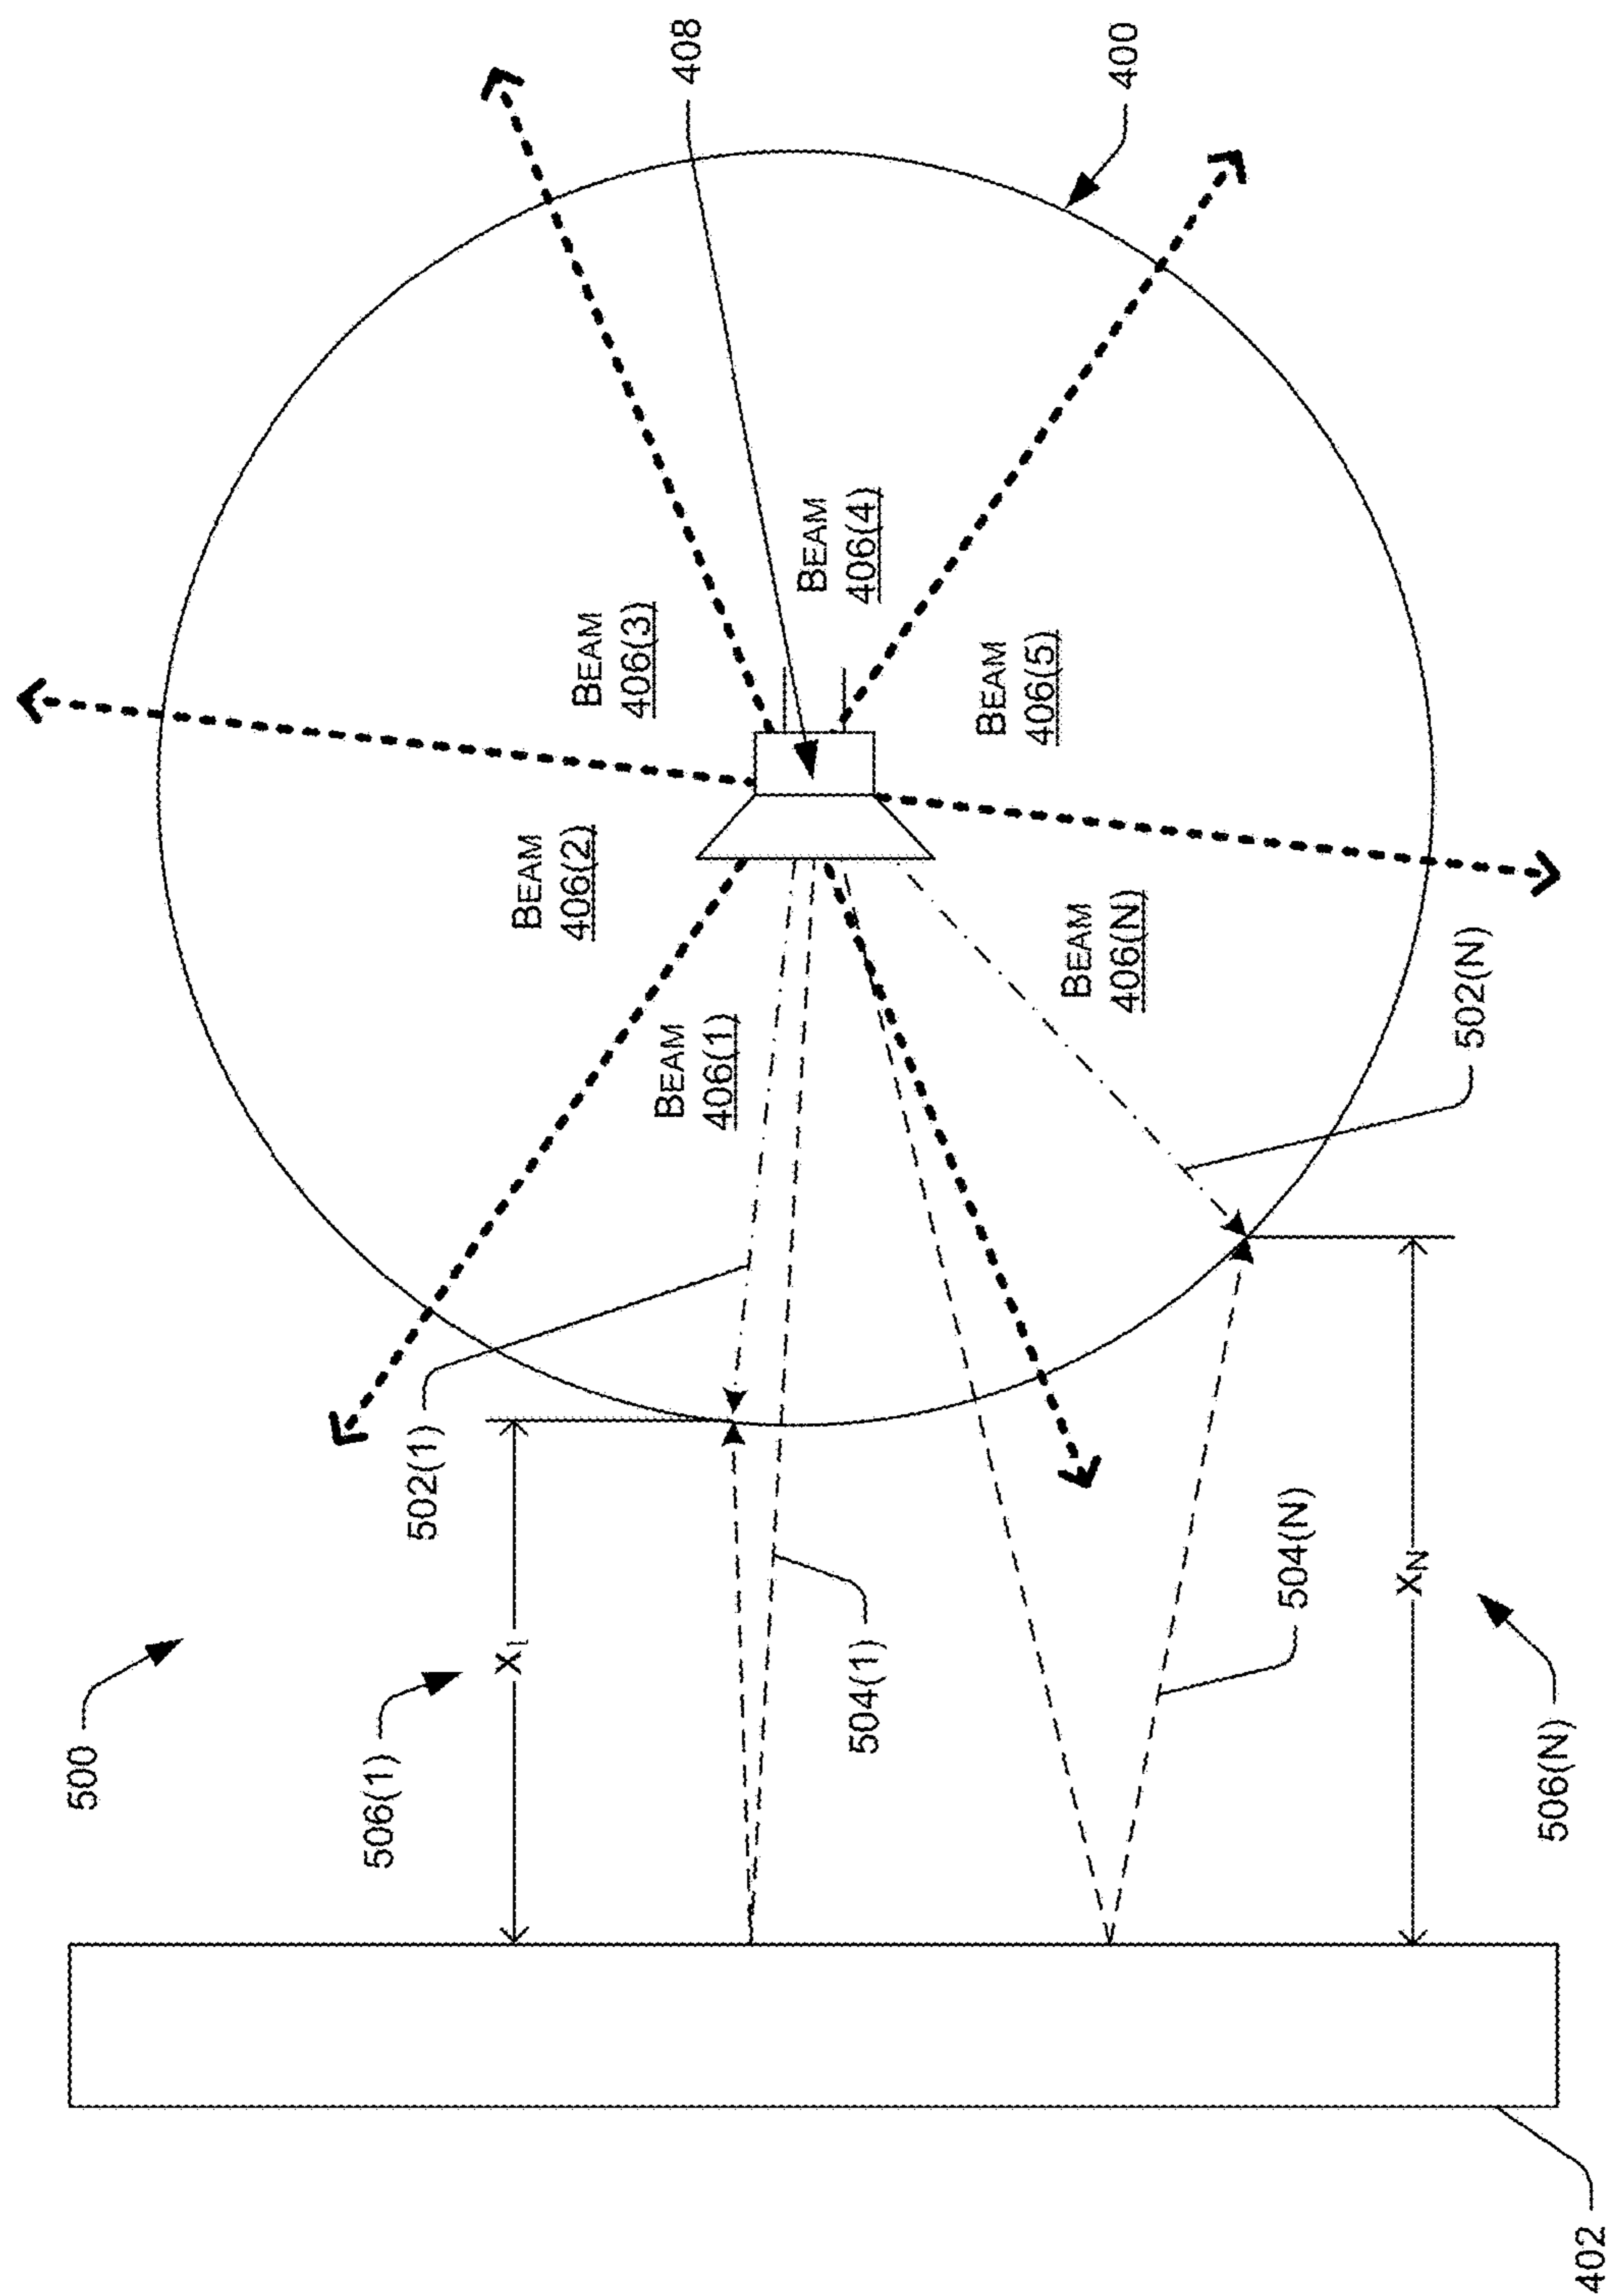 500
506(1)
X1
502(1)
504(1)
504(N)
XN
506(N)
402
BEAM
406(1)
BEAM
406(2)
BEAM
406(3)
BEAM
406(4)
BEAM
406(5)
BEAM
406(N)
502(N)
408
400